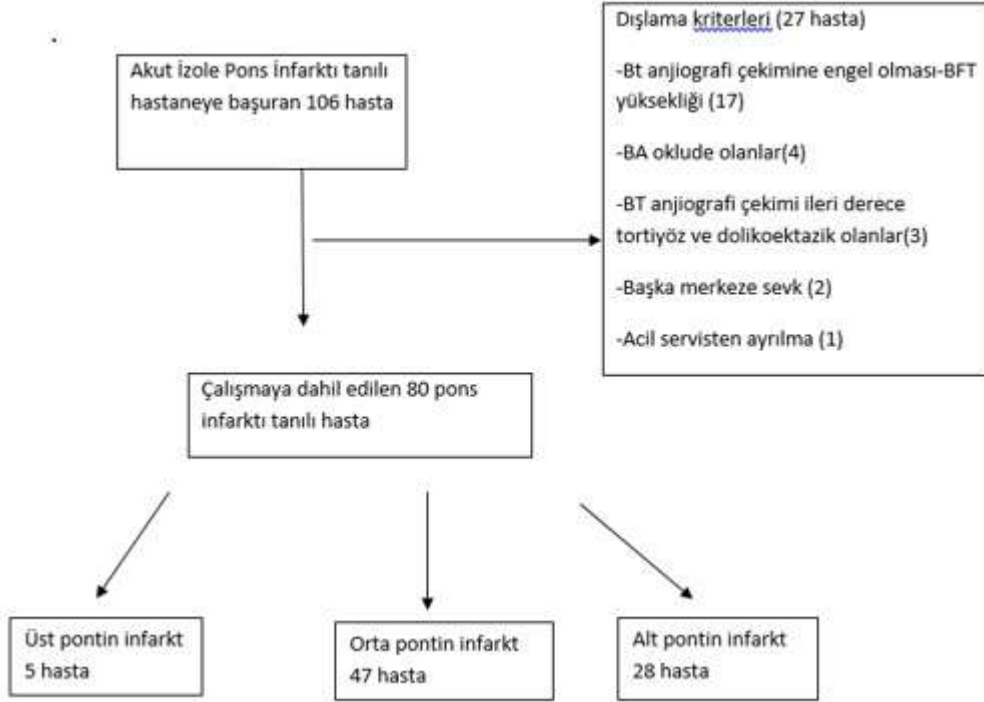 Akut İzole Pons İnfarktı tanılı
hastaneye başuran 106 hasta
Dışlama kriterleri (27 hasta)
-Bt anjiografi çekimine engel olması-BFT
yüksekliği (17)
-BA oklude olanlar(4)
-BT anjiografi çekimi ileri derece
tortiyöz ve dolikoektazik olanlar(3)
-Başka merkeze sevk (2)
-Acil servisten ayrılma (1)
Çalışmaya dahil edilen 80 pons
infarktı tanılı hasta
Üst pontin infarkt
5 hasta
Orta pontin infarkt
47 hasta
Alt pontin infarkt
28 hasta